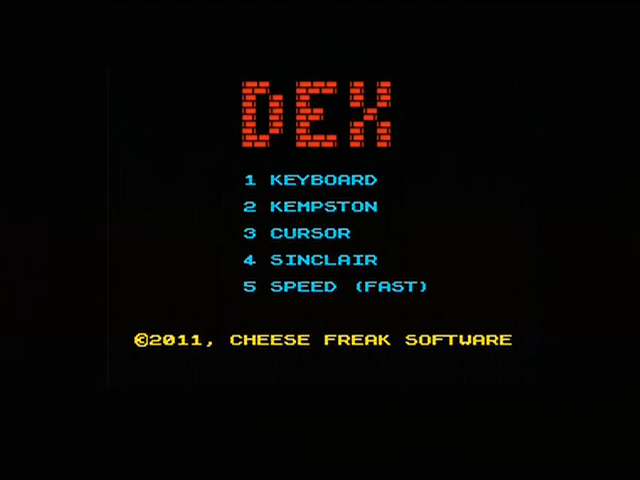 DEX
1 KEYBOARD
2 KEMPSTON
3 CURSOR
4 SINCLAIR
5 SPEED (FAST)
©2011, CHEESE FREAK SOFTWARE